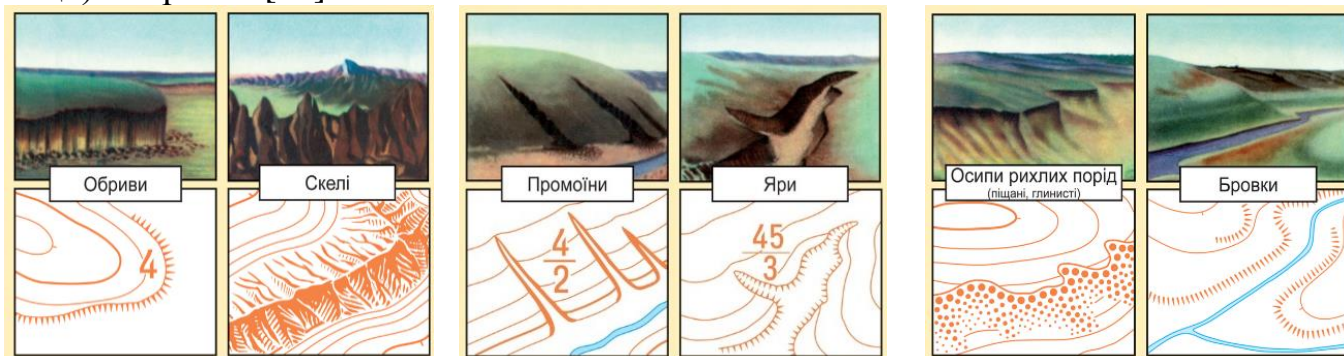 Обриви
Скелі
Промоїни
Яри
Осипи рихлих порід
(піщані, глинисті)
Бровки
4
4
2
45
3